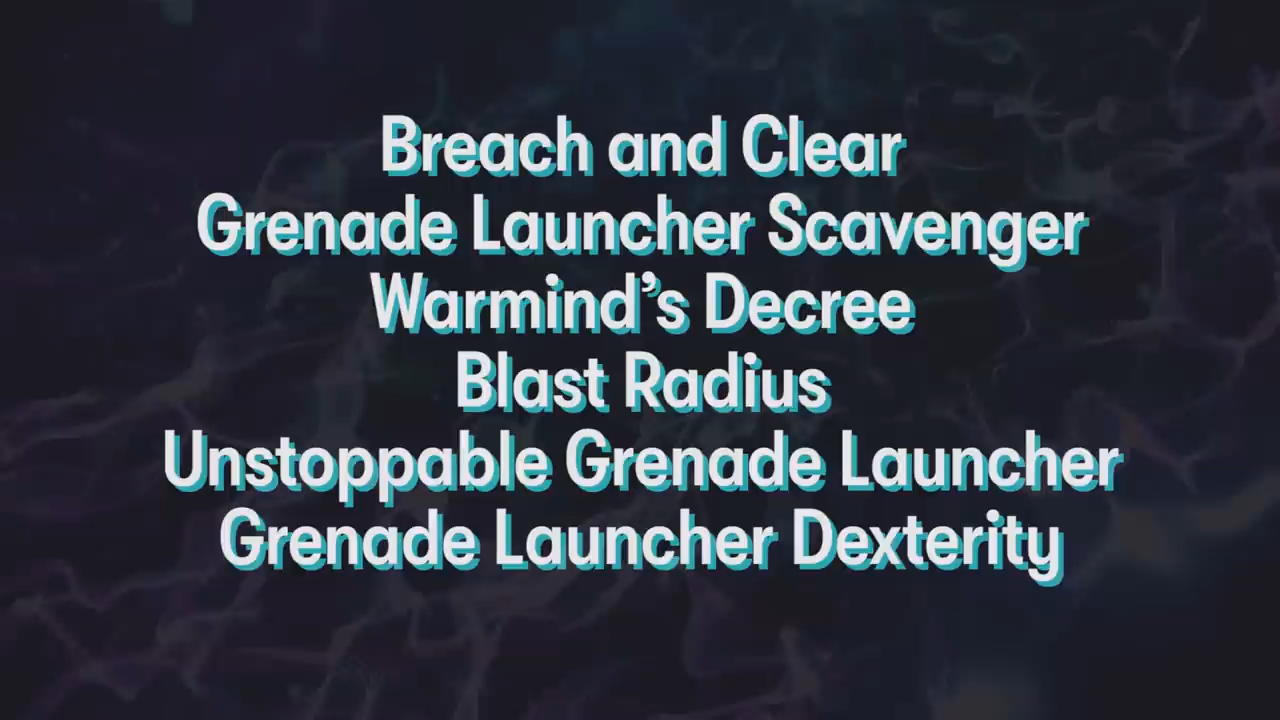 Breach and Clear
Grenade Launcher Scavenger
Warmind’s Decree
Blast Radius
Unstoppable Grenade Launcher
Grenade Launcher Dexterity